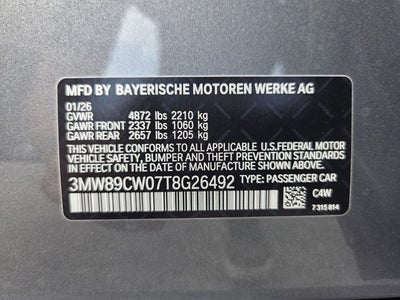 MFD BY BAYERISCHE MOTOREN WERKE AG
01/26
GVWR 4872 lbs 2210 kg
GAWR FRONT 2337 lbs 1060 kg
GAWR REAR 2657 lbs 1205 kg
THIS VEHICLE CONFORMS TO ALL APPLICABLE U.S.FEDERAL MOTOR
VEHICLE SAFETY, BUMPER, AND THEFT PREVENTION STANDARDS
IN EFFECT ON THE DATE OF MANUFACTURE SHOWN ABOVE.
3MW89CW07T8G26492 TYPE: PASSENGER CAR
C4W
7 315 814